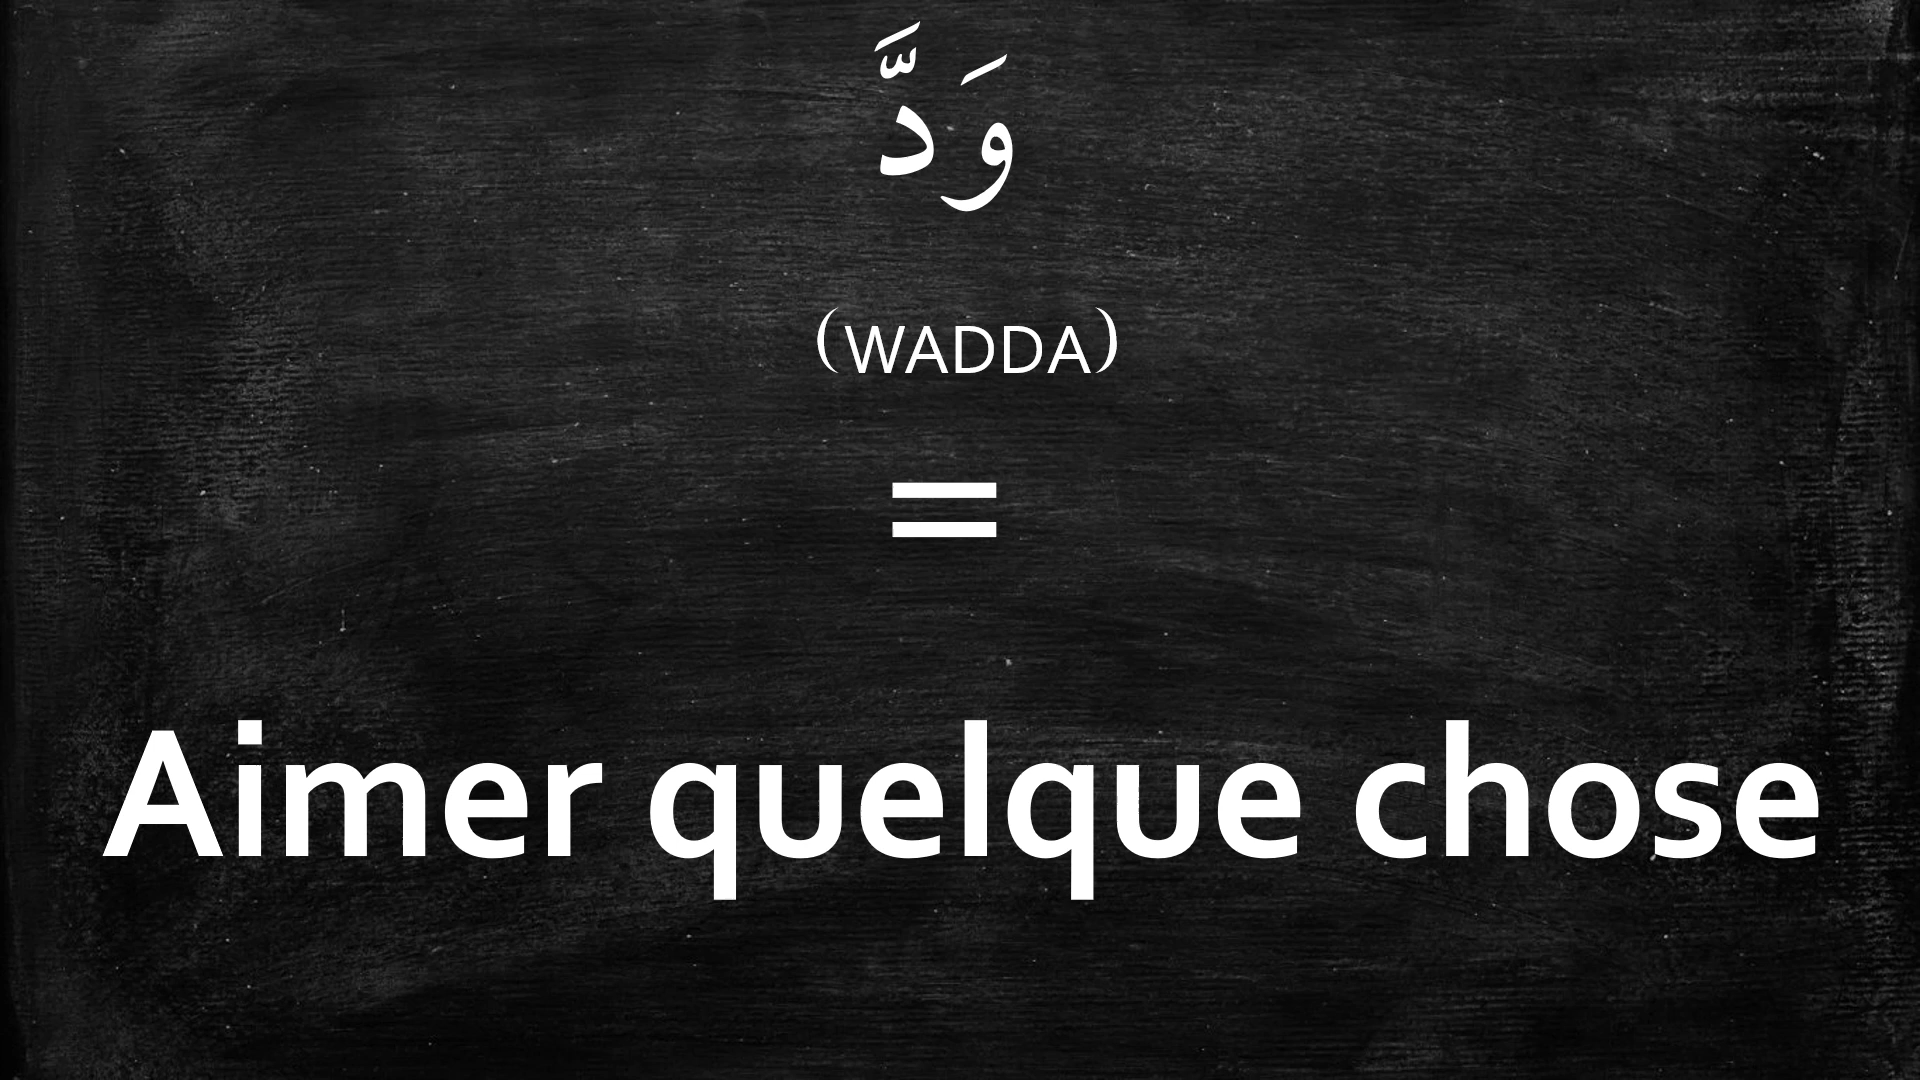 وَدَّ
(WADDA)
=
Aimer quelque chose